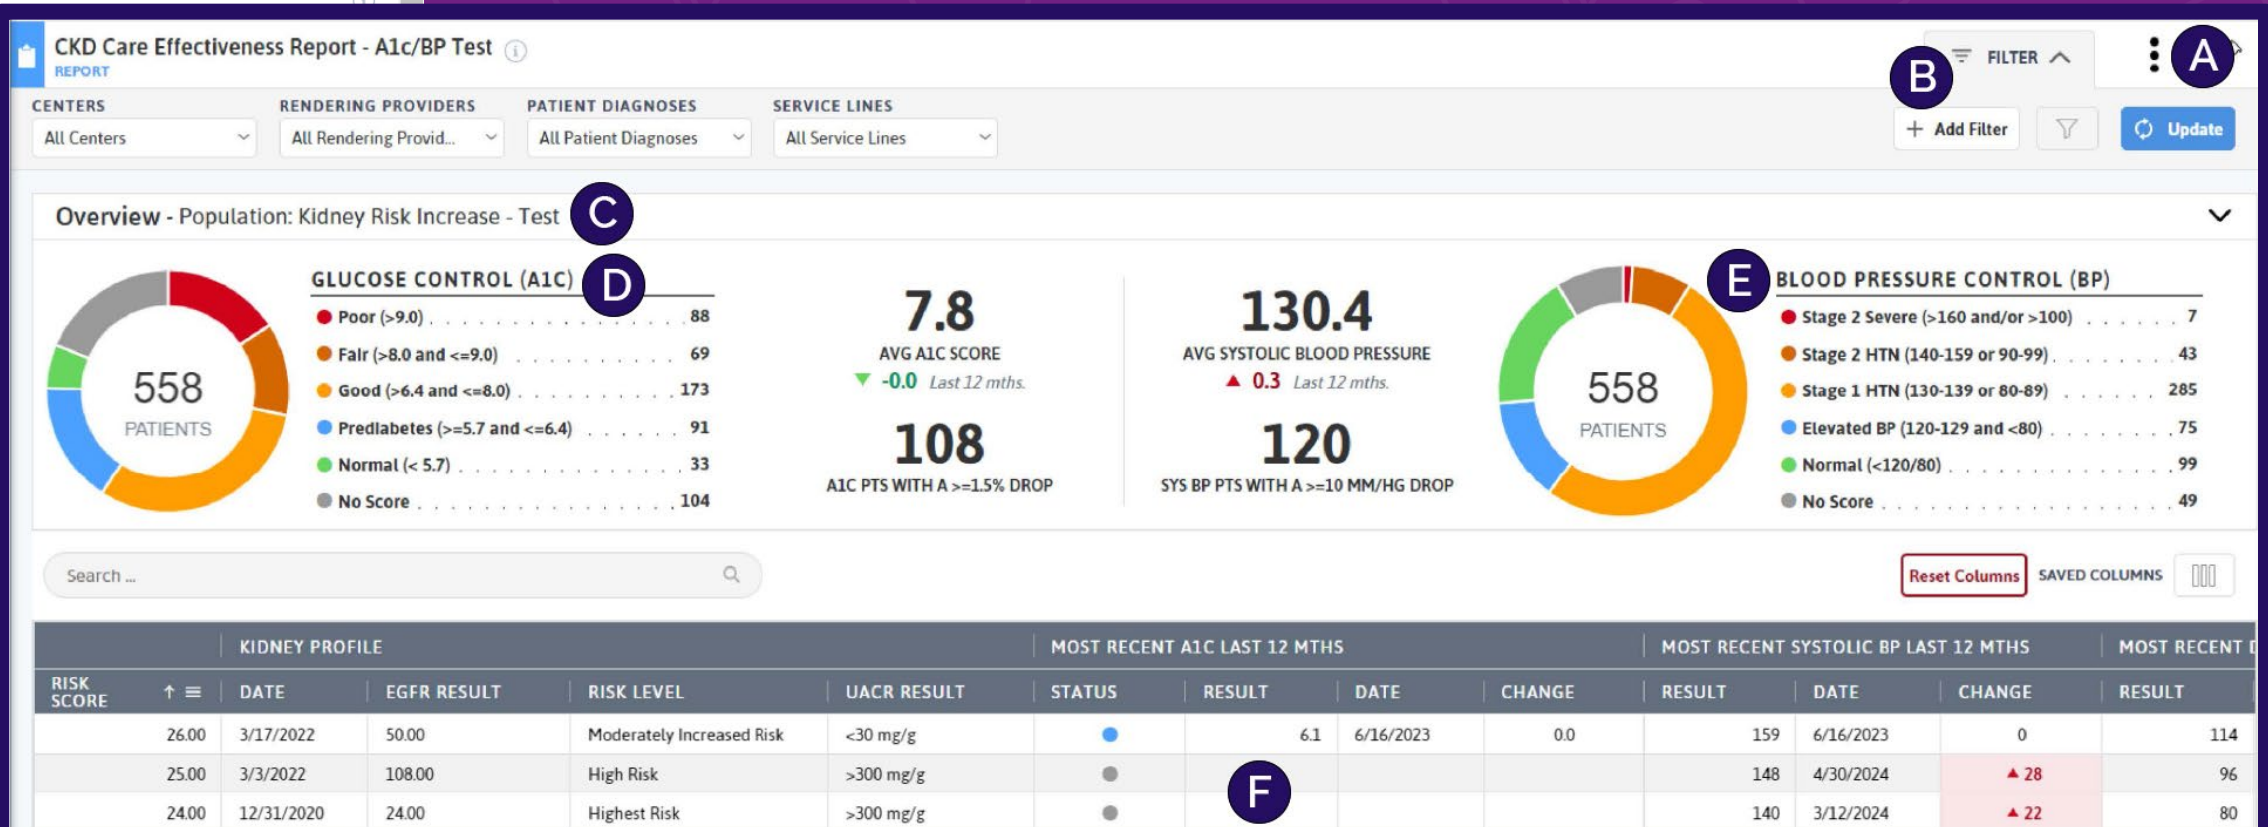 CKD Care Effectiveness Report - A1c/BP Test
REPORT
B
FILTER
A
CENTERS
RENDERING PROVIDERS
PATIENT DIAGNOSES
SERVICE LINES
All Centers
All Rendering Provid...
All Patient Diagnoses
All Service Lines
+ Add Filter
Update
Overview - Population: Kidney Risk Increase - Test
C
558
PATIENTS
GLUCOSE CONTROL (A1C)
D
Poor (>9.0) 88
Fair (>8.0 and <=9.0) 69
Good (>6.4 and <=8.0) 173
Prediabetes (>=5.7 and <=6.4) 91
Normal (< 5.7) 33
No Score 104
7.8
AVG A1C SCORE
▼ -0.0 Last 12 mths.
108
A1C PTS WITH A >=1.5% DROP
130.4
AVG SYSTOLIC BLOOD PRESSURE
▲ 0.3 Last 12 mths.
120
SYS BP PTS WITH A >=10 MM/HG DROP
558
PATIENTS
E
BLOOD PRESSURE CONTROL (BP)
Stage 2 Severe (>160 and/or >100) 7
Stage 2 HTN (140-159 or 90-99) 43
Stage 1 HTN (130-139 or 80-89) 285
Elevated BP (120-129 and <80) 75
Normal (<120/80) 99
No Score 49
Search ...
Reset Columns
SAVED COLUMNS
KIDNEY PROFILE
MOST RECENT A1C LAST 12 MTHS
MOST RECENT SYSTOLIC BP LAST 12 MTHS
MOST RECENT
RISK SCORE
DATE
EGFR RESULT
RISK LEVEL
UACR RESULT
STATUS
RESULT
DATE
CHANGE
RESULT
DATE
CHANGE
RESULT
26.00 3/17/2022 50.00 Moderately Increased Risk <30 mg/g 6.1 6/16/2023 0.0 159 6/16/2023 0 114
25.00 3/3/2022 108.00 High Risk >300 mg/g 148 4/30/2024 ▲ 28 96
F
24.00 12/31/2020 24.00 Highest Risk >300 mg/g 140 3/12/2024 ▲ 22 80